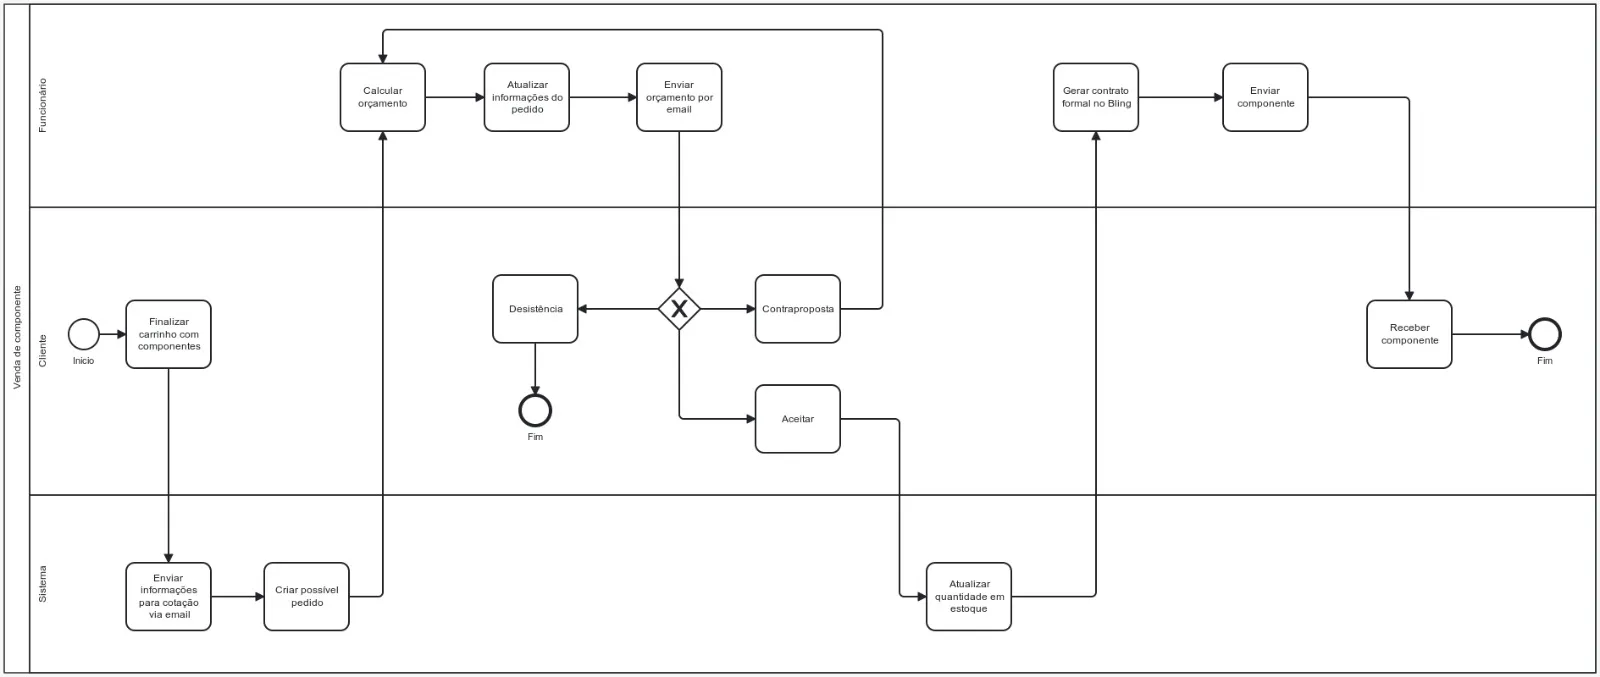 Venda de componente
Funcionário
Calcular
orçamento
Atualizar
informações do
pedido
Enviar
orçamento por
email
Gerar contrato
formal no Bling
Enviar
componente
Cliente
Inicio
Finalizar
carrinho com
componentes
Desistência
Fim
X
Contraproposta
Aceitar
Receber
componente
Fim
Sistema
Enviar
informações
para cotação
via email
Criar possível
pedido
Atualizar
quantidade em
estoque